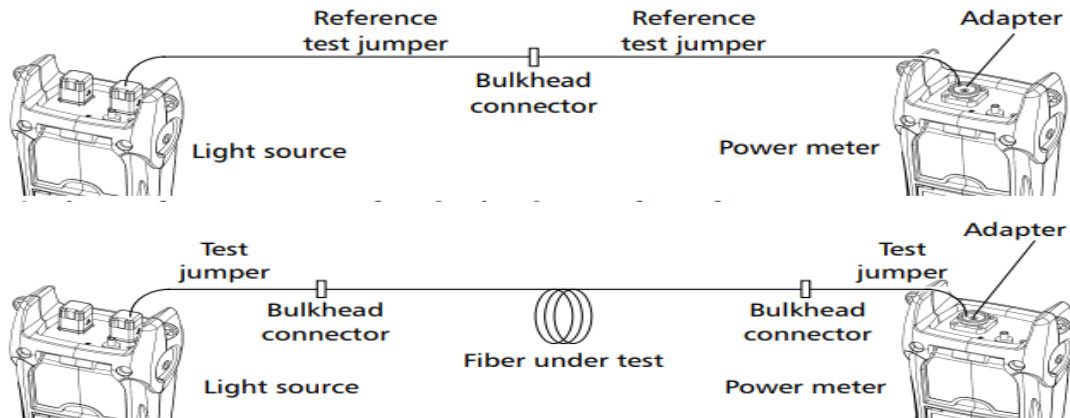 Reference
test jumper
Reference
test jumper
Adapter
Bulkhead
connector
Light source
Power meter
Test
jumper
Test
jumper
Adapter
Bulkhead
connector
Bulkhead
connector
Fiber under test
Light source
Power meter